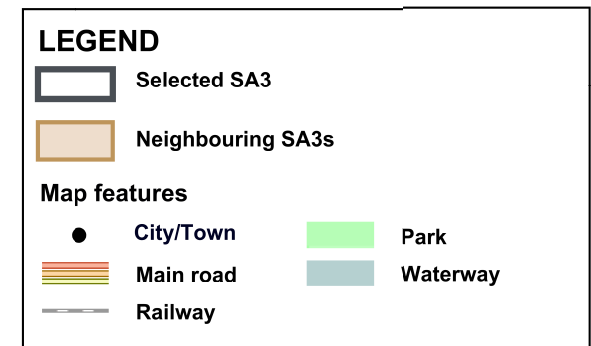 LEGEND
Selected SA3
Neighbouring SA3s
Map features
City/Town
Main road
Railway
Park
Waterway